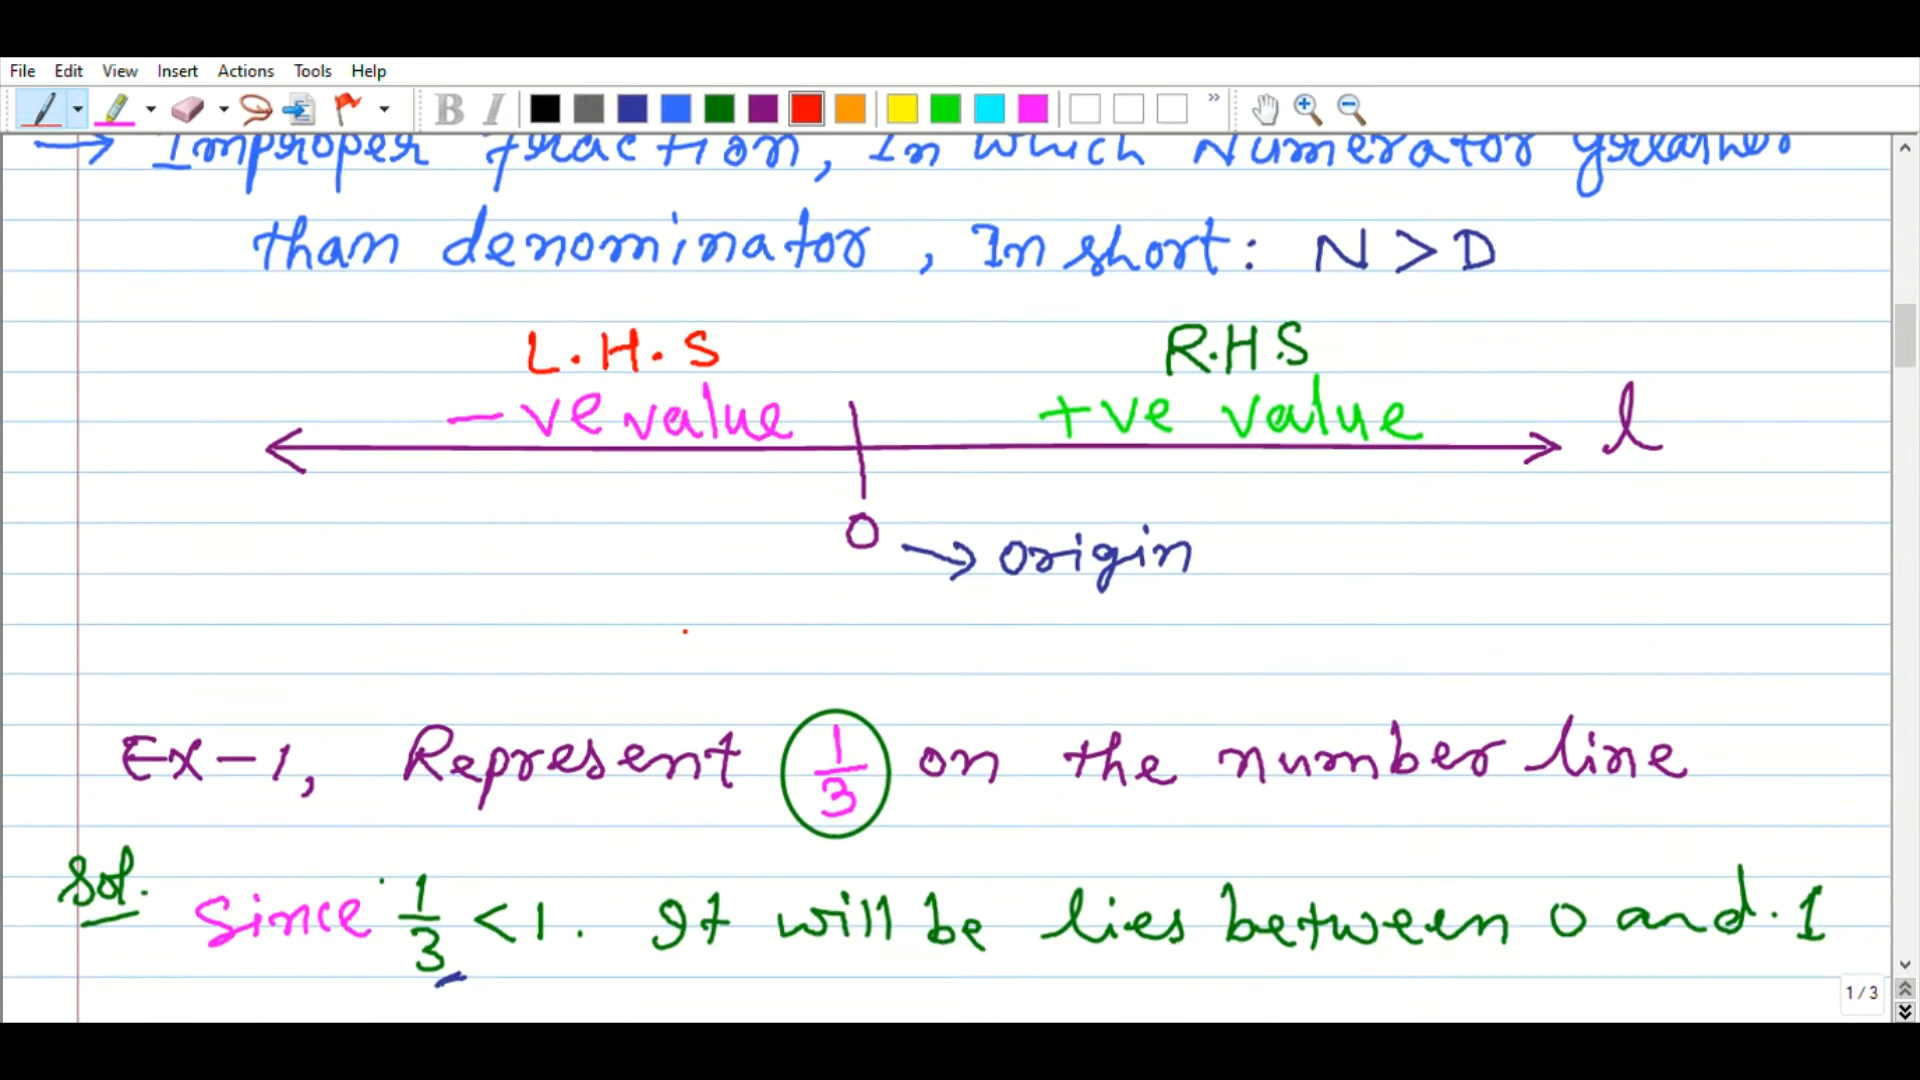 File Edit View Insert Actions Tools Help
B I
→ Improper fraction, In which Numerator greater
than denominator, In short: N > D
L.H.S R.H.S
-ve value +ve value l
0 → origin
Ex-1, Represent 1/3 on the number line
Sol. Since 1/3 < 1. It will be lies between 0 and. 1
1 / 3